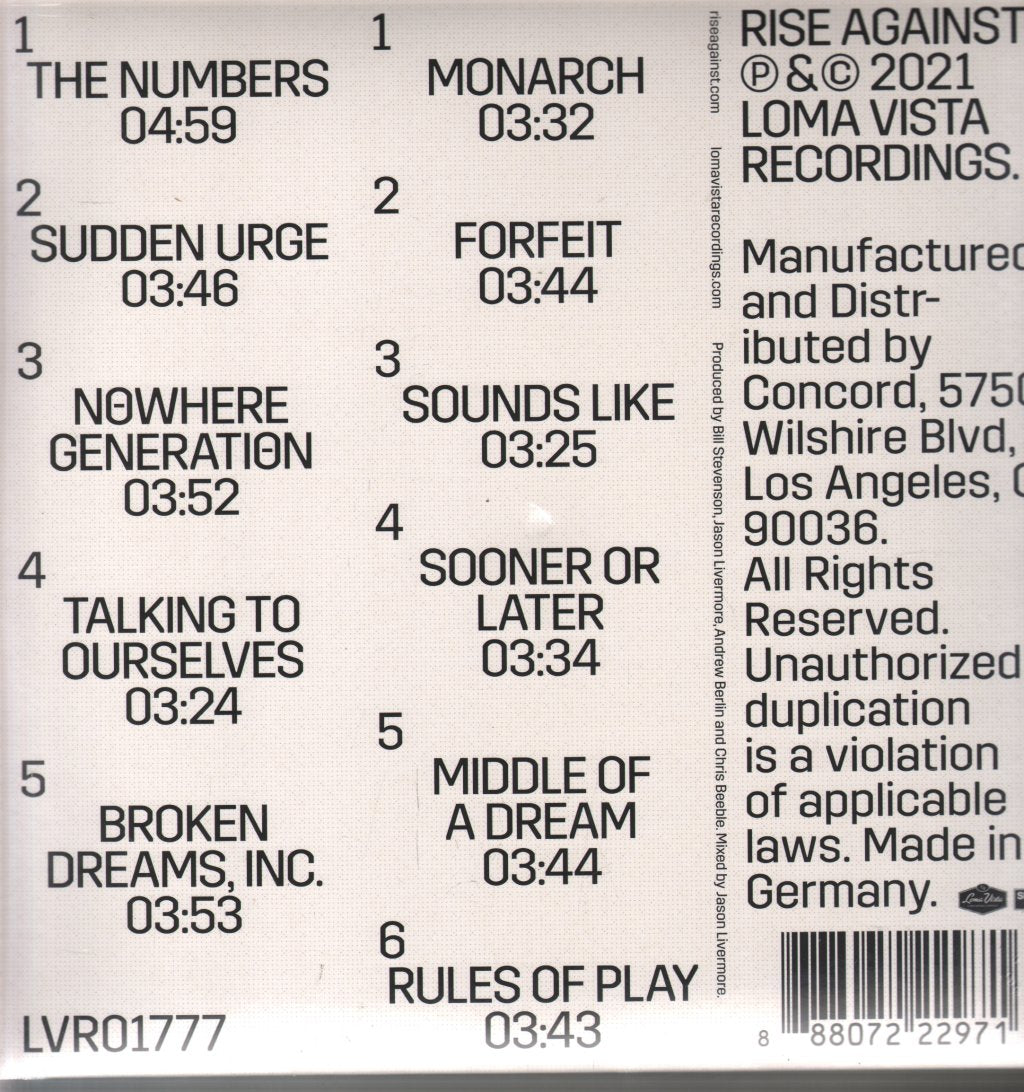 1
THE NUMBERS
04:59
2
SUDDEN URGE
03:46
3
NOWHERE
GENERATION
03:52
4
TALKING TO
OURSELVES
03:24
5
BROKEN
DREAMS, INC.
03:53
LVR01777
1
MONARCH
03:32
2
FORFEIT
03:44
3
SOUNDS LIKE
03:25
4
SOONER OR
LATER
03:34
5
MIDDLE OF
A DREAM
03:44
6
RULES OF PLAY
03:43
riseagainst.com lomavistarecordings.com Produced by Bill Stevenson, Jason Livermore, Andrew Berlin and Chris Beeble. Mixed by Jason Livermore.
RISE AGAINST
℗ & © 2021
LOMA VISTA
RECORDINGS.
Manufactured
and Distr-
ibuted by
Concord, 5750
Wilshire Blvd,
Los Angeles, C
90036.
All Rights
Reserved.
Unauthorized
duplication
is a violation
of applicable
laws. Made in
Germany.
Loma Vista
8 88072 22971